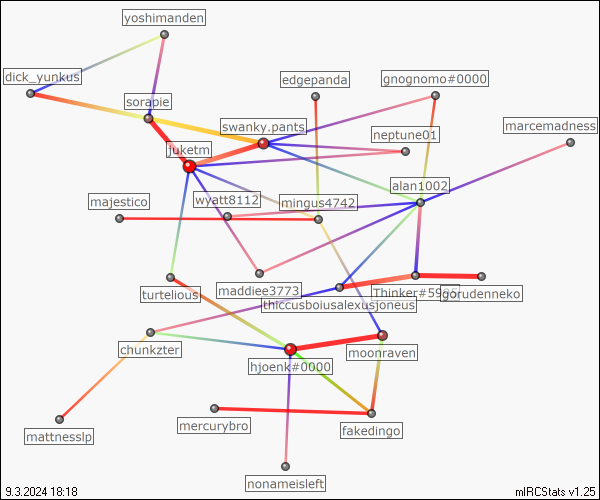 yoshimanden
dick_yunkus
edgepanda
gnognomo#0000
sorapie
swanky.pants
neptune01
marcemadness
juketm
alan1002
majestico
wyatt8112
mingus4742
turtelious
maddiee3773
Thinker#59
gorudenneko
thiccusboiusalexusjoneus
chunkzter
hjoenk#0000
moonraven
mattnesslp
mercurybro
fakedingo
nonameisleft
9.3.2024 18:18
mIRCStats v1.25